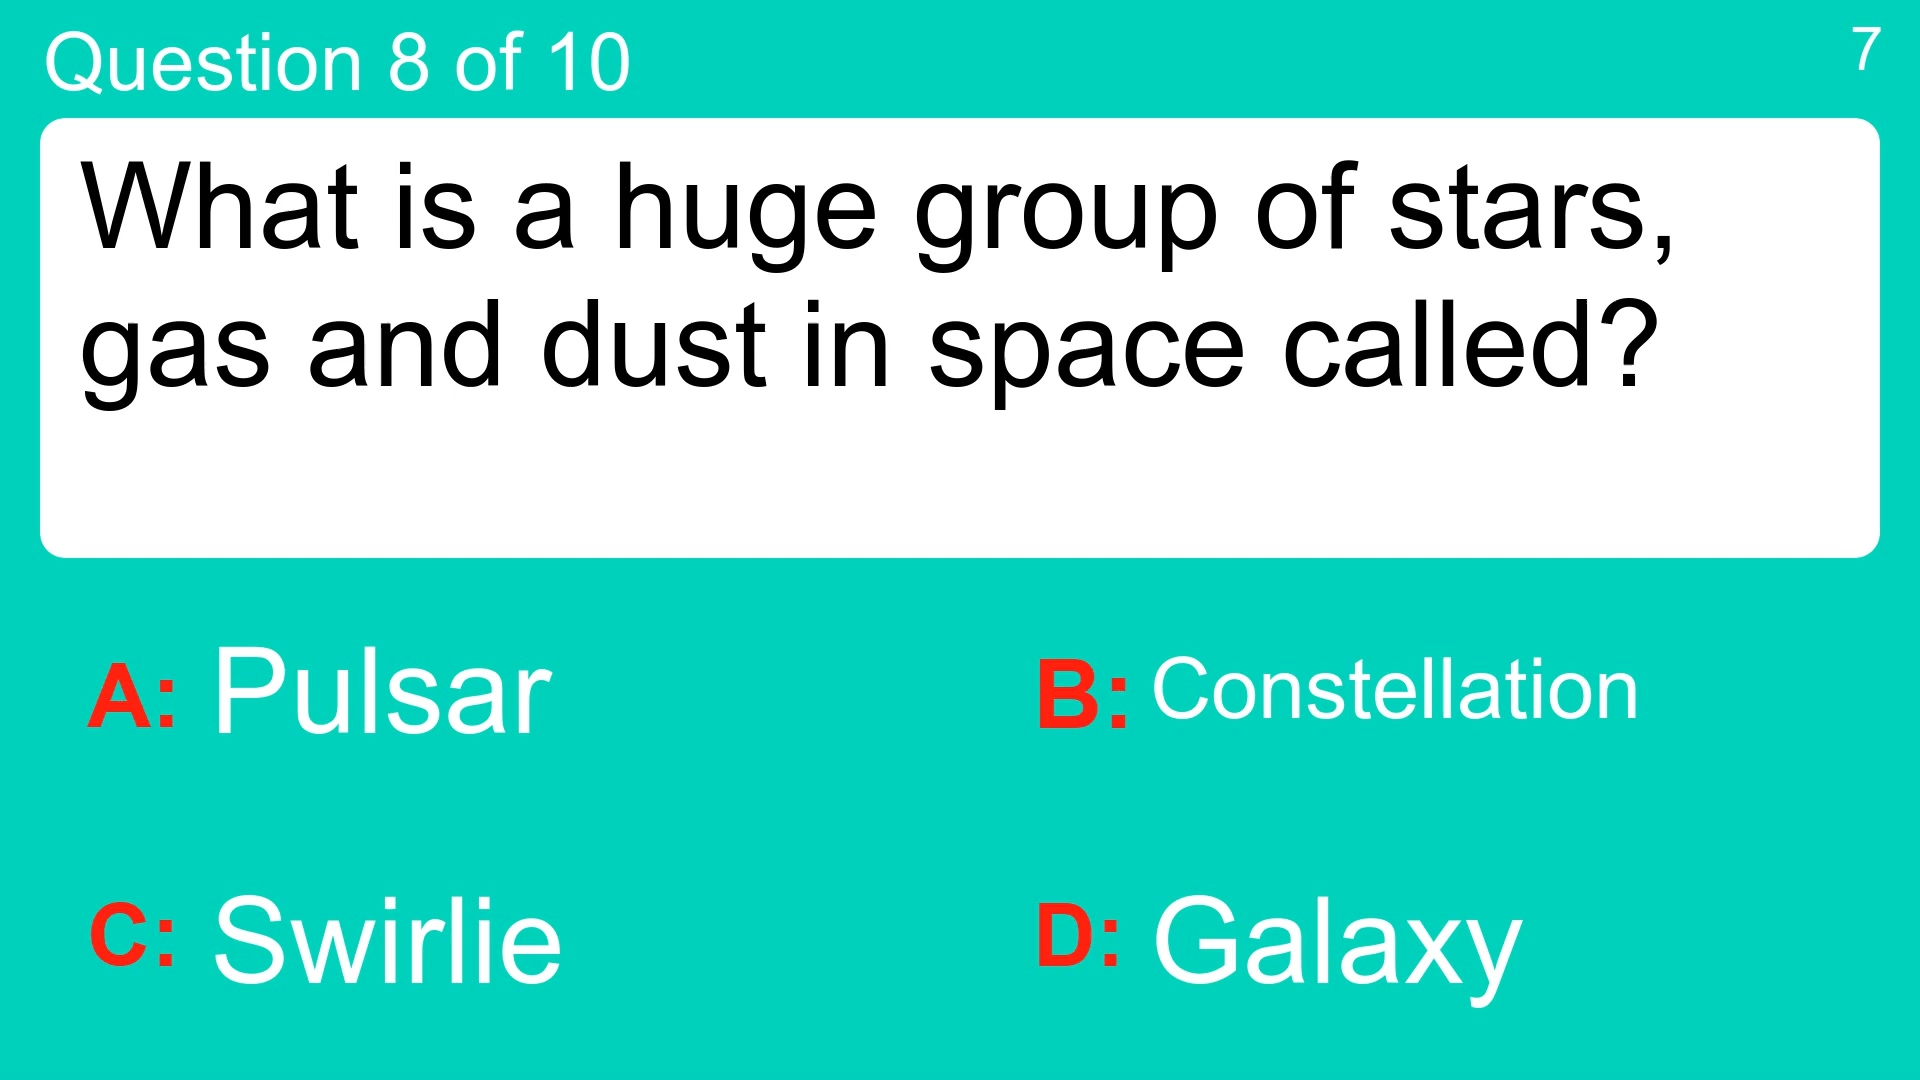 Question 8 of 10
7
What is a huge group of stars,
gas and dust in space called?
A: Pulsar
B: Constellation
C: Swirlie
D: Galaxy